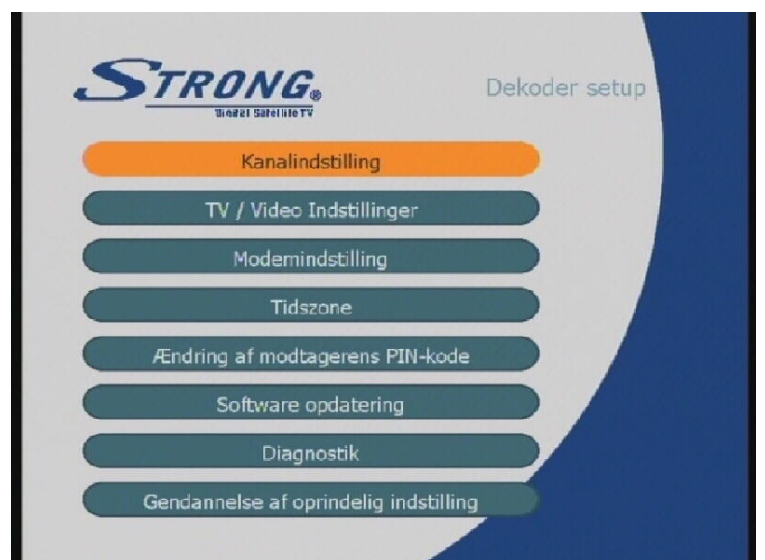 STRONG®
Digital Satellite TV
Dekoder setup
Kanalindstilling
TV / Video Indstillinger
Modemindstilling
Tidszone
Ændring af modtagerens PIN-kode
Software opdatering
Diagnostik
Gendannelse af oprindelig indstilling